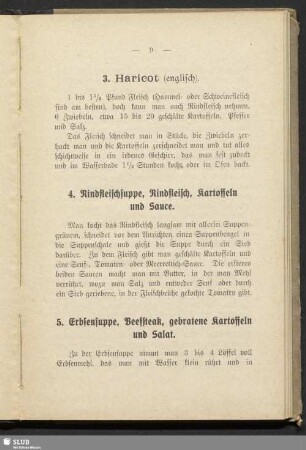 — 9 —
3. Haricot (englisch).
1 bis 1½ Pfund Fleisch (Hammel- oder Schweinefleisch
sind am besten), doch kann man auch Rindfleisch nehmen,
6 Zwiebeln, etwa 15 bis 20 geschälte Kartoffeln, Pfeffer
und Salz.
Das Fleisch schneidet man in Stücke, die Zwiebeln zer-
hackt man und die Kartoffeln zerschneidet man und tut alles
schichtweise in ein irdenes Geschirr, das man fest zudeckt
und im Wasserbade 1½ Stunden kocht oder im Ofen backt.
4. Rindfleischsuppe, Rindfleisch, Kartoffeln
und Sauce.
Man kocht das Rindfleisch langsam mit allerlei Suppen-
grünem, schneidet vor dem Anrichten einen Suppenstengel in
die Suppenschale und gießt die Suppe durch ein Sieb
darüber. Zu dem Fleisch gibt man geschälte Kartoffeln und
eine Senf-, Tomaten- oder Meerrettich-Sauce. Die ersteren
beiden Saucen macht man mit Butter, in der man Mehl
verrührt, wozu man Salz und entweder Senf oder durch
ein Sieb geriebene, in der Fleischbrühe gekochte Tomaten gibt.
5. Erbsensuppe, Beefsteak, gebratene Kartoffeln
und Salat.
Zu der Erbsensuppe nimmt man 3 bis 4 Löffel voll
Erbsenmehl, das man mit Wasser klein rührt und in
SLUB
Wir führen Wissen.